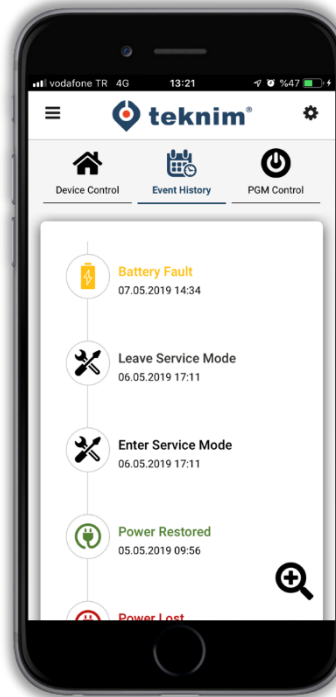 vodafone TR 4G 13:21 %47
teknim®
Device Control Event History PGM Control
Battery Fault
07.05.2019 14:34
Leave Service Mode
06.05.2019 17:11
Enter Service Mode
06.05.2019 17:11
Power Restored
05.05.2019 09:56
Power Lost